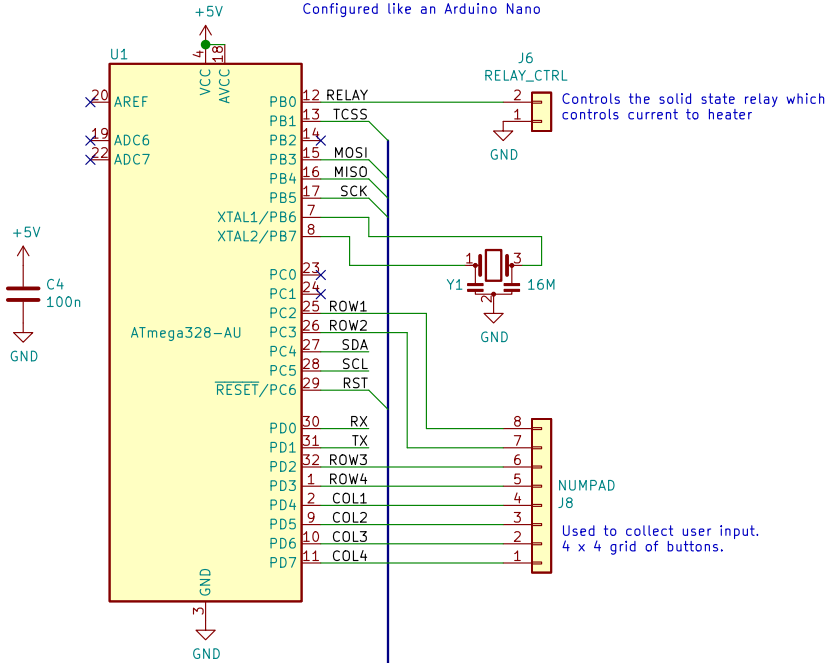 Configured like an Arduino Nano
+5V
U1
4
18
VCC
AVCC
20 AREF
19 ADC6
22 ADC7
PB0 12 RELAY
PB1 13 TCSS
PB2 14
PB3 15 MOSI
PB4 16 MISO
PB5 17 SCK
XTAL1/PB6 7
XTAL2/PB7 8
PC0 23
PC1 24
PC2 25 ROW1
PC3 26 ROW2
PC4 27 SDA
PC5 28 SCL
RESET/PC6 29 RST
PD0 30 RX
PD1 31 TX
PD2 32 ROW3
PD3 1 ROW4
PD4 2 COL1
PD5 9 COL2
PD6 10 COL3
PD7 11 COL4
ATmega328-AU
GND
3
GND
+5V
C4
100n
GND
J6
RELAY_CTRL
2
1
GND
Controls the solid state relay which
controls current to heater
1
3
Y1
16M
2
GND
8
7
6
5
4
3
2
1
NUMPAD
J8
Used to collect user input.
4 x 4 grid of buttons.